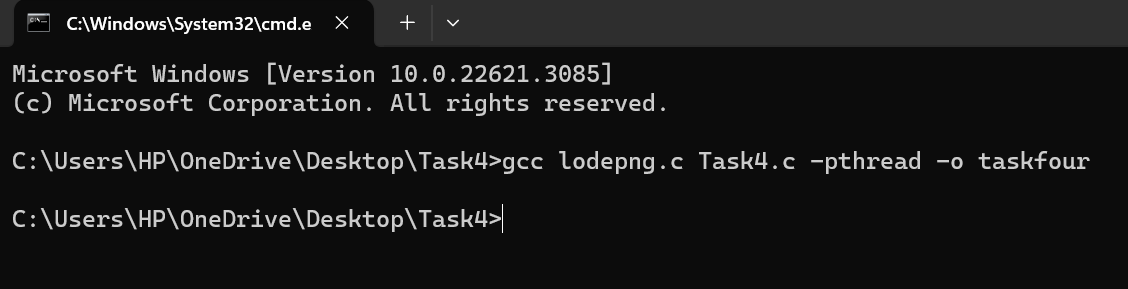 C:\Windows\System32\cmd.e
Microsoft Windows [Version 10.0.22621.3085]
(c) Microsoft Corporation. All rights reserved.
C:\Users\HP\OneDrive\Desktop\Task4>gcc lodepng.c Task4.c -pthread -o taskfour
C:\Users\HP\OneDrive\Desktop\Task4>